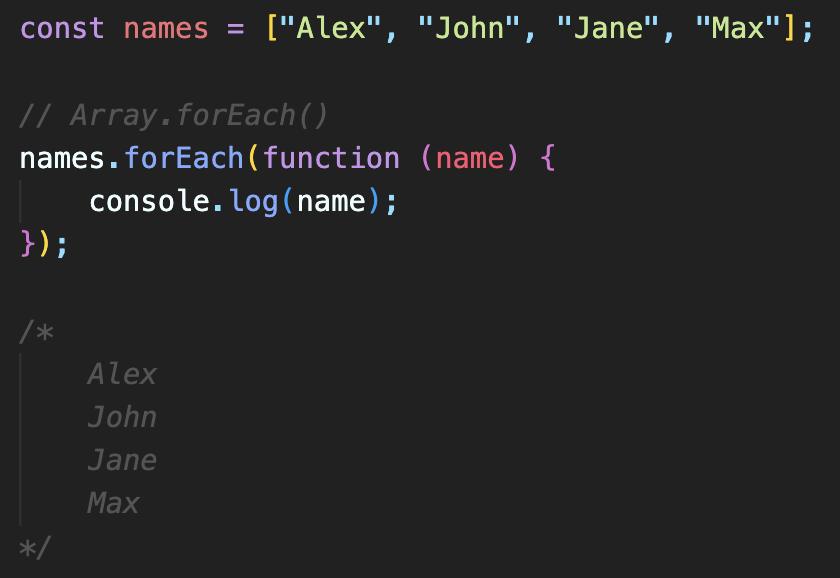 const names = ["Alex", "John", "Jane", "Max"];
// Array.forEach()
names.forEach(function (name) {
    console.log(name);
});
/*
    Alex
    John
    Jane
    Max
*/